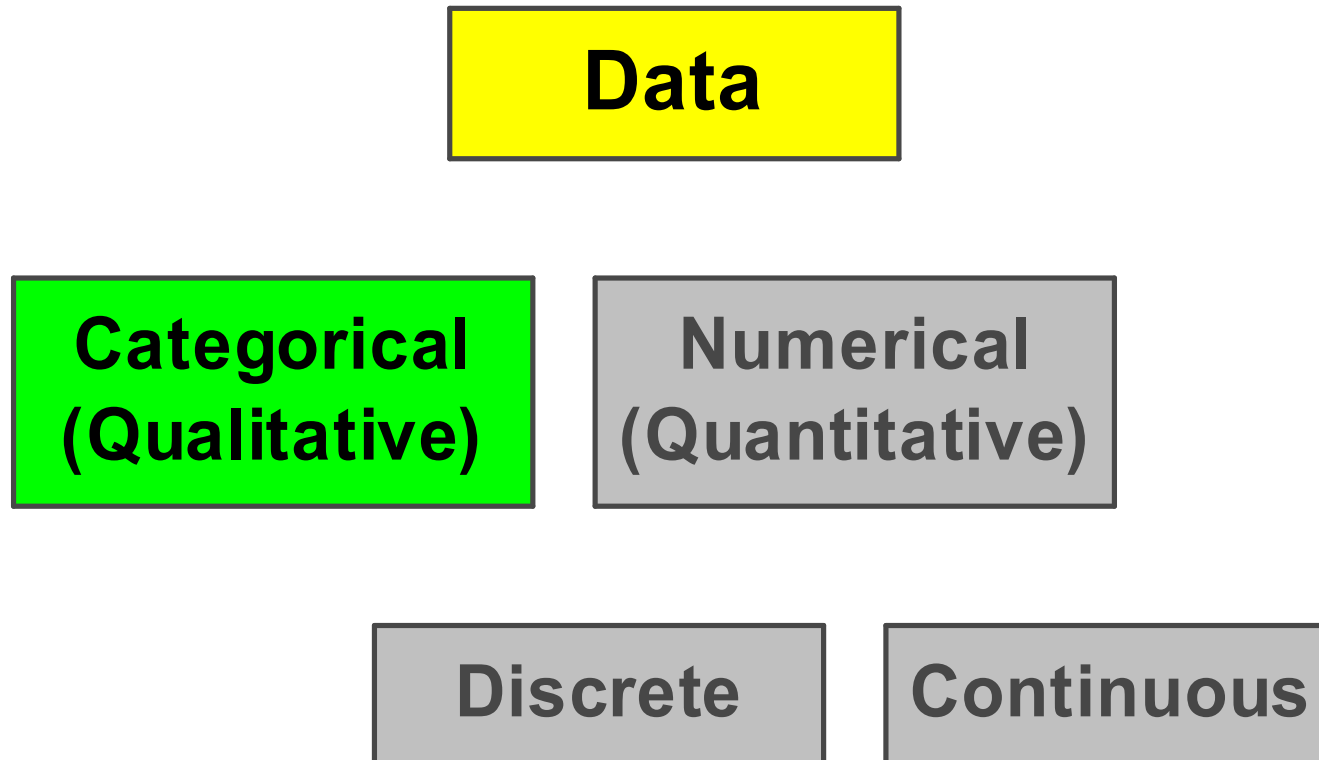 Data
Categorical
(Qualitative)
Numerical
(Quantitative)
Discrete
Continuous